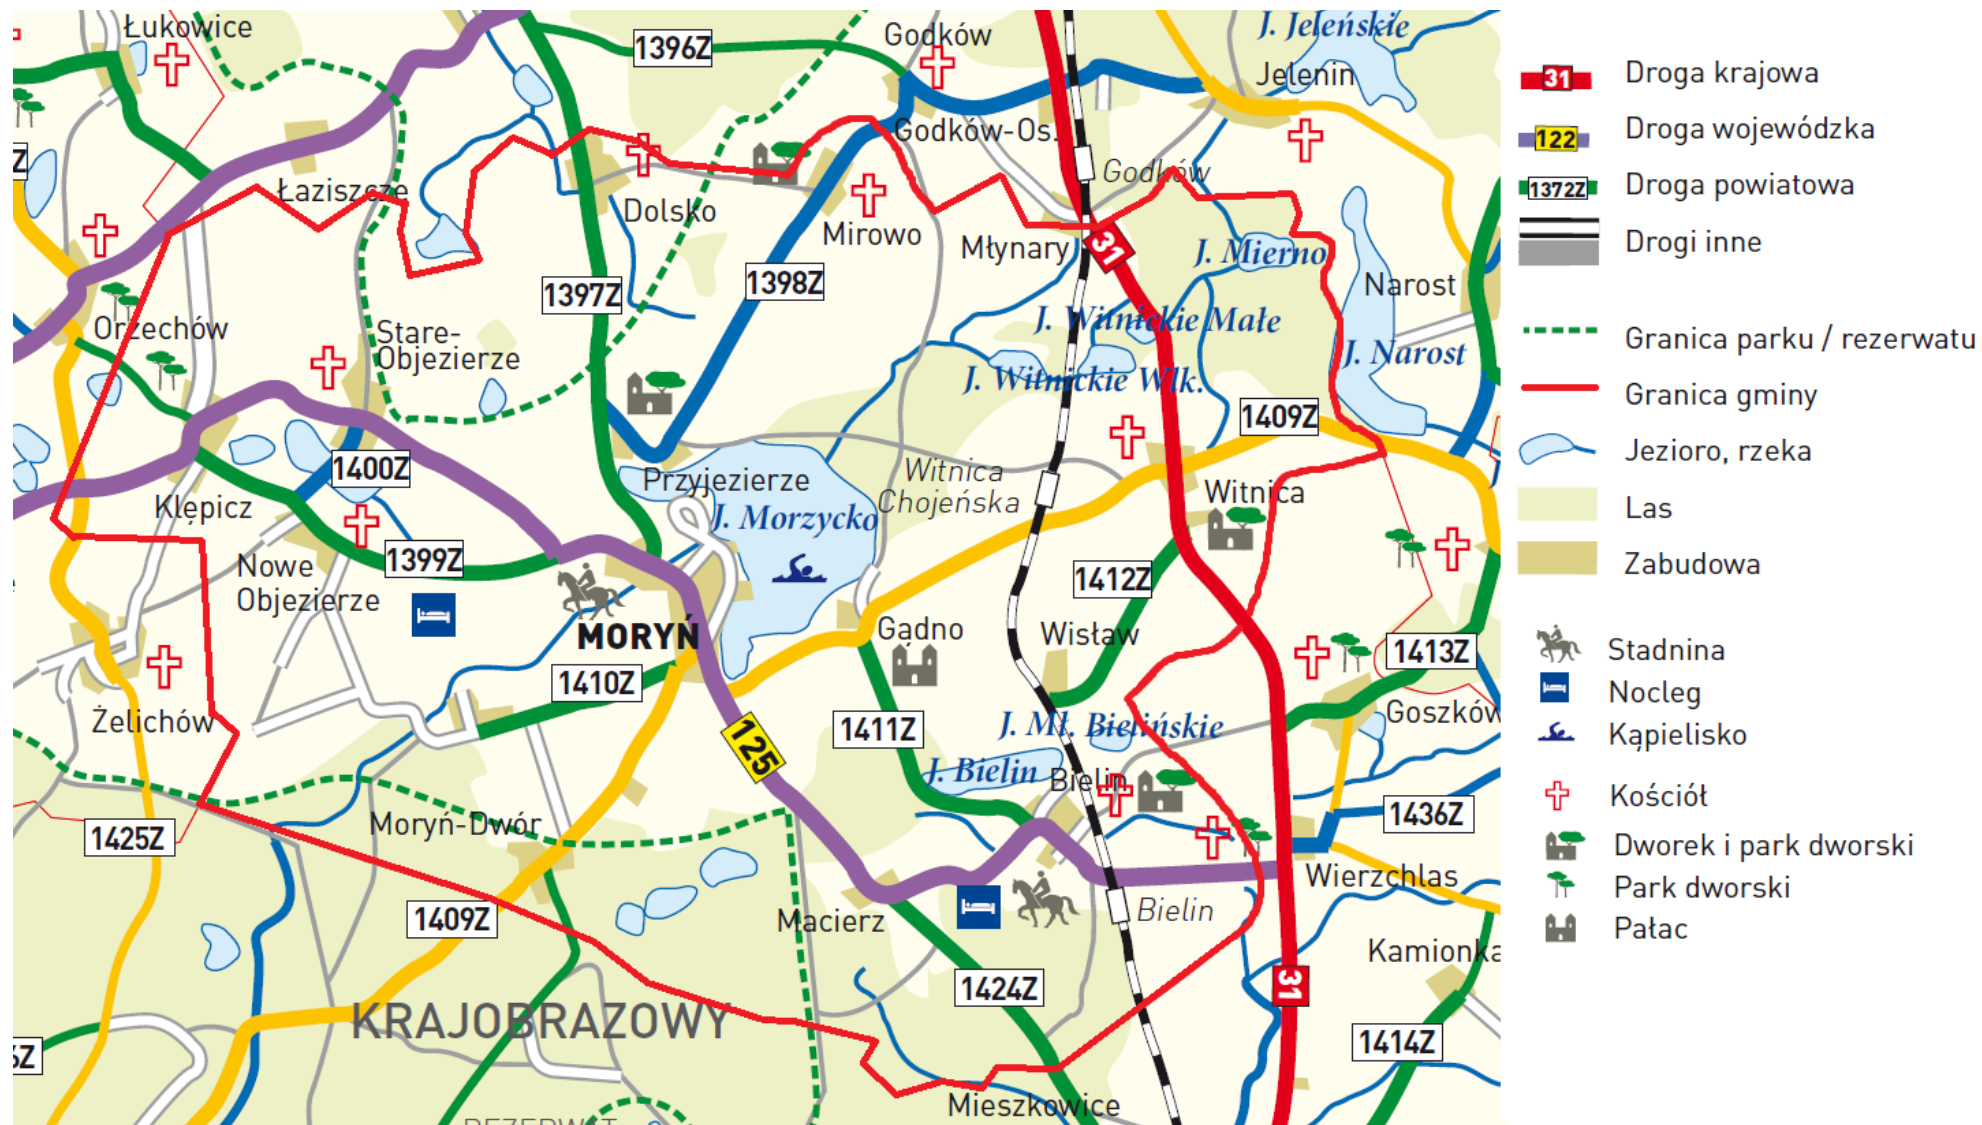 Łukowice
1396Z
Godków
J. Jeleńskie
Jelenin
Godków-Os.
Godków
Z
Łaziszcze
Dolsko
Mirowo
Młynary
31
J. Mierno
Narost
1397Z
1398Z
Orzechów
Stare-
Objezierze
J. Witnickie Małe
J. Narost
J. Witnickie Wlk.
1409Z
1400Z
Przyjezierze
Witnica
Chojeńska
Witnica
Klępicz
J. Morzycko
1399Z
Nowe
Objezierze
1412Z
MORYŃ
Gądno
Wisław
1413Z
1410Z
Goszków
Żelichów
1411Z
J. Mł. Bielińskie
125
J. Bielin
Bielin
1436Z
Moryń-Dwór
1425Z
Wierzchlas
1409Z
Macierz
Bielin
Kamionka
1424Z
31
KRAJOBRAZOWY
1414Z
6Z
Mieszkowice
REZERWAT
31 Droga krajowa
122 Droga wojewódzka
1372Z Droga powiatowa
Drogi inne
Granica parku / rezerwatu
Granica gminy
Jezioro, rzeka
Las
Zabudowa
Stadnina
Nocleg
Kąpielisko
Kościół
Dworek i park dworski
Park dworski
Pałac